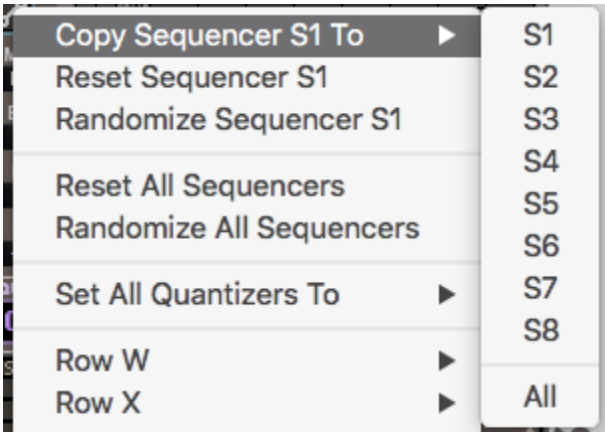 Copy Sequencer S1 To
Reset Sequencer S1
Randomize Sequencer S1
Reset All Sequencers
Randomize All Sequencers
Set All Quantizers To
Row W
Row X
S1
S2
S3
S4
S5
S6
S7
S8
All